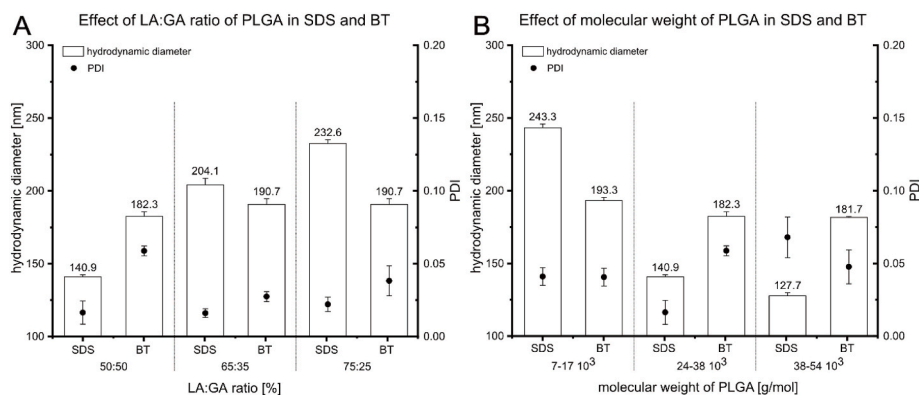 A
Effect of LA:GA ratio of PLGA in SDS and BT
300
250
200
150
100
hydrodynamic diameter [nm]
hydrodynamic diameter
PDI
140.9
182.3
204.1
190.7
232.6
190.7
0.20
0.15
0.10
0.05
0.00
PDI
SDS BT SDS BT SDS BT
50:50 65:35 75:25
LA:GA ratio [%]
B
Effect of molecular weight of PLGA in SDS and BT
300
250
200
150
100
hydrodynamic diameter [nm]
hydrodynamic diameter
PDI
243.3
193.3
140.9
182.3
127.7
181.7
0.20
0.15
0.10
0.05
0.00
PDI
SDS BT SDS BT SDS BT
7-17 10³ 24-38 10³ 38-54 10³
molecular weight of PLGA [g/mol]